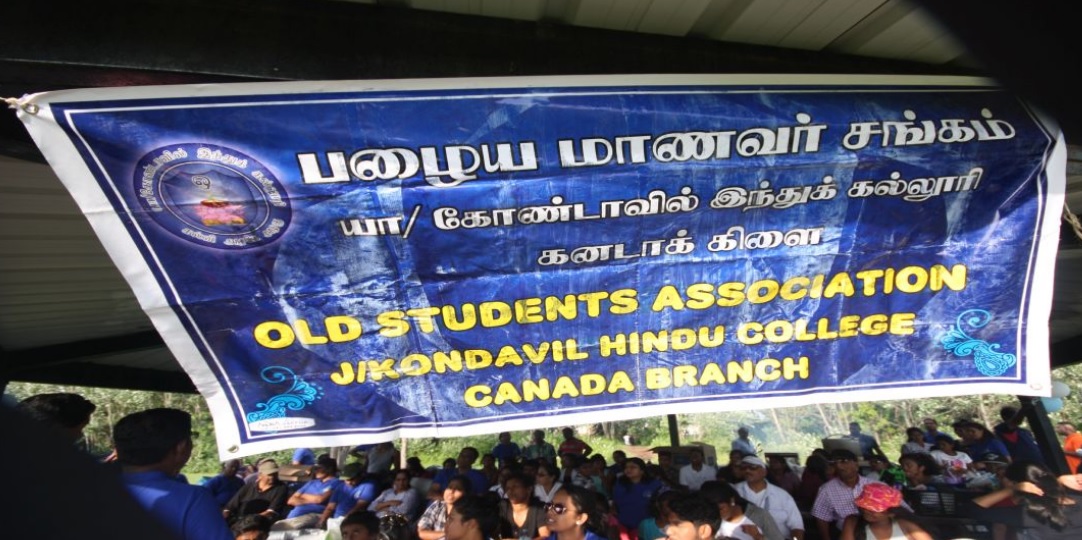 பழைய மாணவர் சங்கம்
யா/ கோண்டாவில் இந்துக் கல்லூரி
கனடாக் கிளை
OLD STUDENTS ASSOCIATION
J/KONDAVIL HINDU COLLEGE
CANADA BRANCH